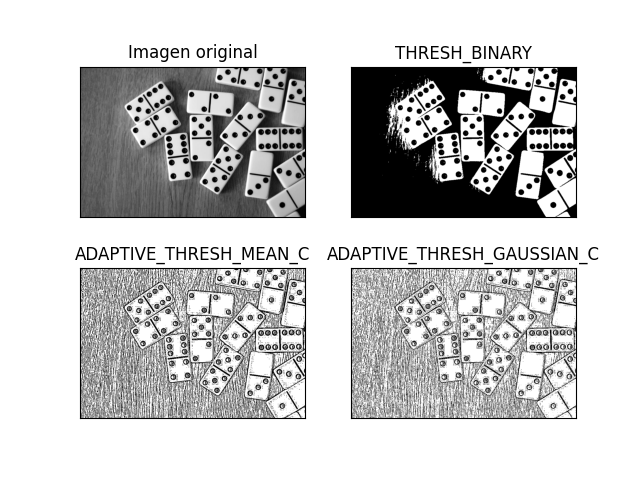 Imagen original
THRESH_BINARY
ADAPTIVE_THRESH_MEAN_C
ADAPTIVE_THRESH_GAUSSIAN_C